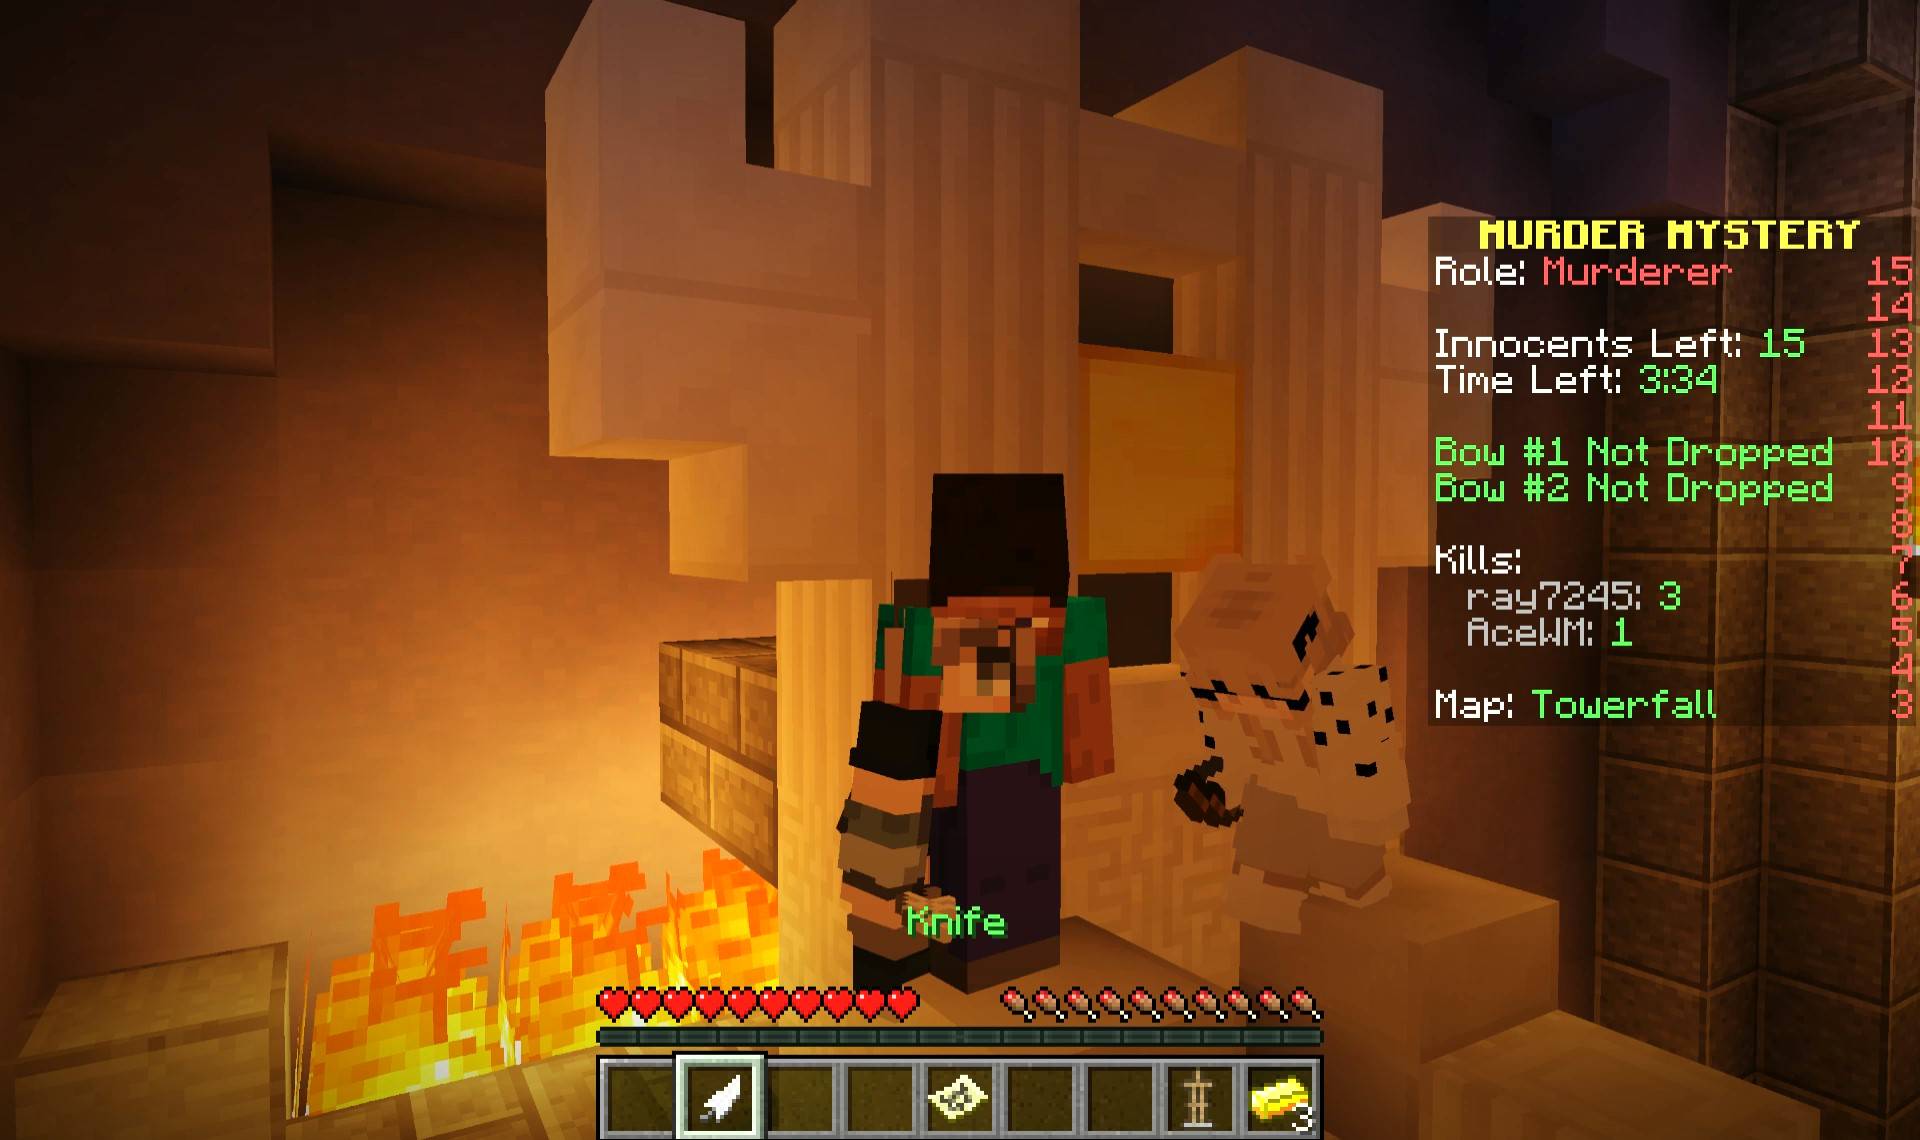 MURDER MYSTERY
Role: Murderer 15
14
Innocents Left: 15 13
Time Left: 3:34 12
11
Bow #1 Not Dropped 10
Bow #2 Not Dropped 9
8
Kills: 7
ray7245: 3 6
AceWM: 1 5
4
Map: Towerfall 3
Knife
3